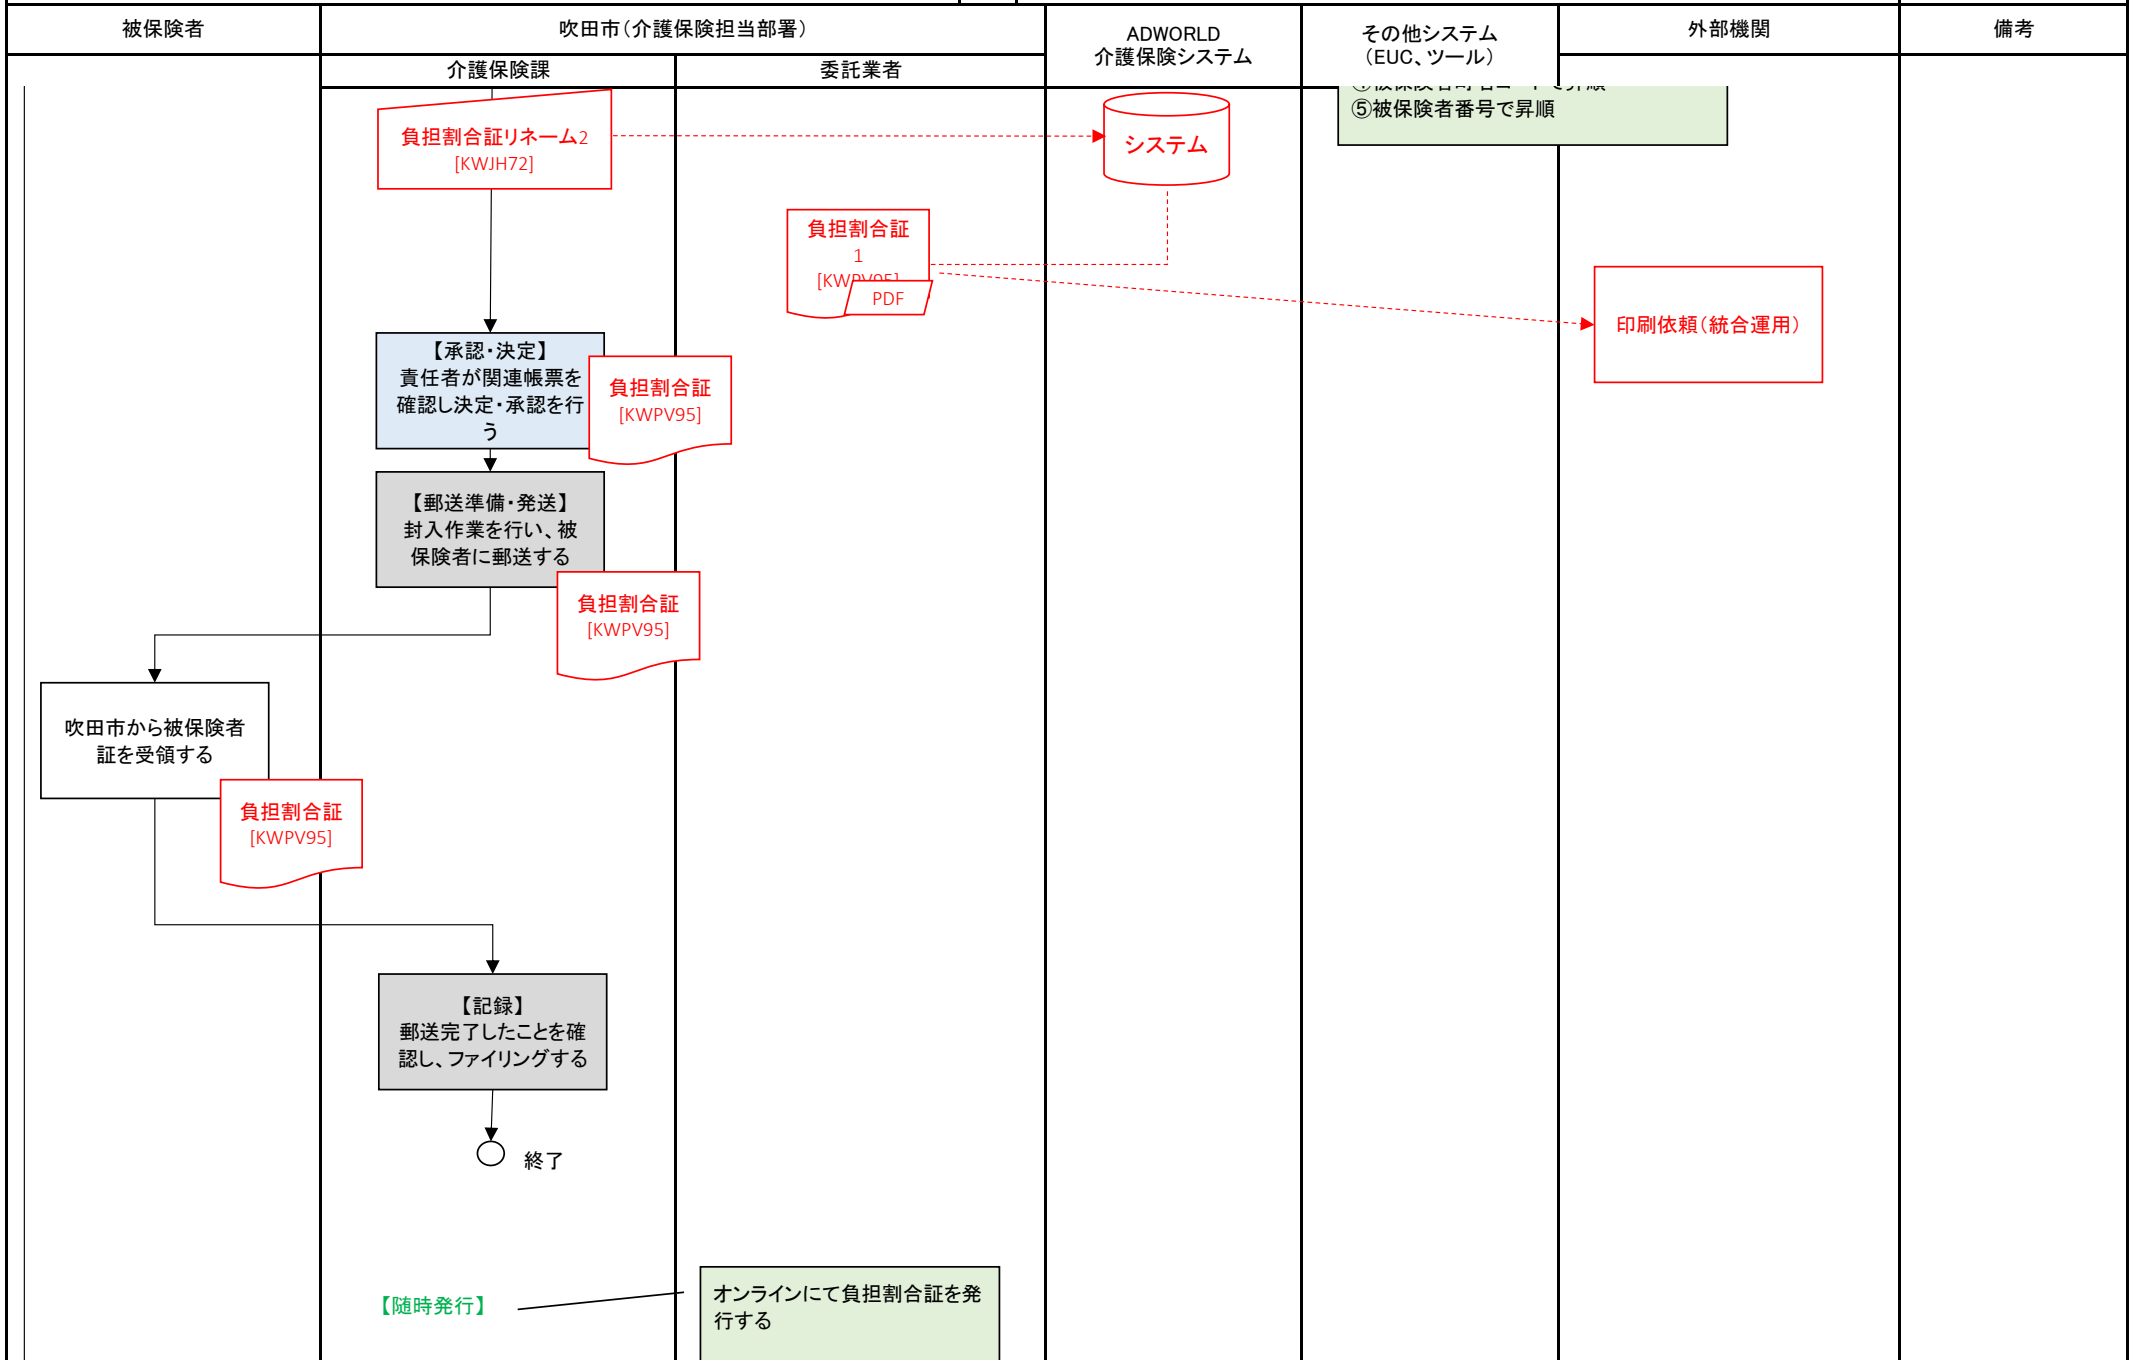 被保険者
吹田市(介護保険担当部署)
ADWORLD
介護保険システム
その他システム
(EUC、ツール)
外部機関
備考
介護保険課
委託業者
⑤被保険者番号で昇順
負担割合証リネーム2
[KWJH72]
システム
負担割合証
1
[KWPV95]
PDF
印刷依頼(統合運用)
【承認・決定】
責任者が関連帳票を
確認し決定・承認を行
う
負担割合証
[KWPV95]
【郵送準備・発送】
封入作業を行い、被
保険者に郵送する
負担割合証
[KWPV95]
吹田市から被保険者
証を受領する
負担割合証
[KWPV95]
【記録】
郵送完了したことを確
認し、ファイリングする
終了
【随時発行】
オンラインにて負担割合証を発
行する